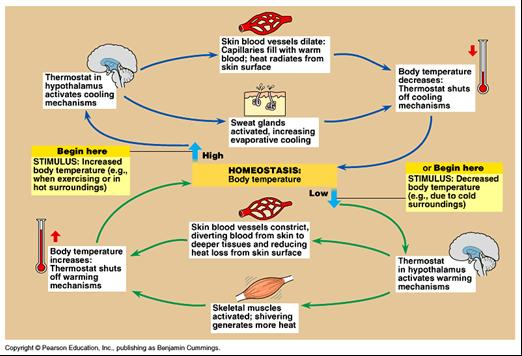 Skin blood vessels dilate:
Capillaries fill with warm
blood; heat radiates from
skin surface
Thermostat in
hypothalamus
activates cooling
mechanisms
Body temperature
decreases:
Thermostat shuts
off cooling
mechanisms
Sweat glands
activated, increasing
evaporative cooling
Begin here
STIMULUS: Increased
body temperature (e.g.,
when exercising or in
hot surroundings)
High
HOMEOSTASIS:
Body temperature
Low
or Begin here
STIMULUS: Decreased
body temperature
(e.g., due to cold
surroundings)
Skin blood vessels constrict,
diverting blood from skin to
deeper tissues and reducing
heat loss from skin surface
Body temperature
increases:
Thermostat shuts
off warming
mechanisms
Thermostat
in hypothalamus
activates warming
mechanisms
Skeletal muscles
activated; shivering
generates more heat
Copyright © Pearson Education, Inc., publishing as Benjamin Cummings.